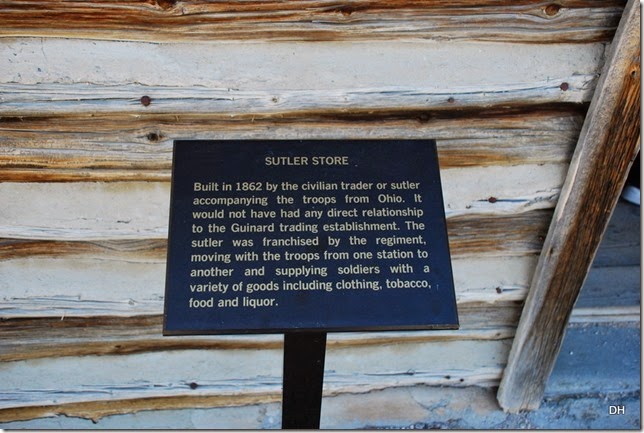 SUTLER STORE
Built in 1862 by the civilian trader or sutler
accompanying the troops from Ohio. It
would not have had any direct relationship
to the Guinard trading establishment. The
sutler was franchised by the regiment,
moving with the troops from one station to
another and supplying soldiers with a
variety of goods including clothing, tobacco,
food and liquor.
DH